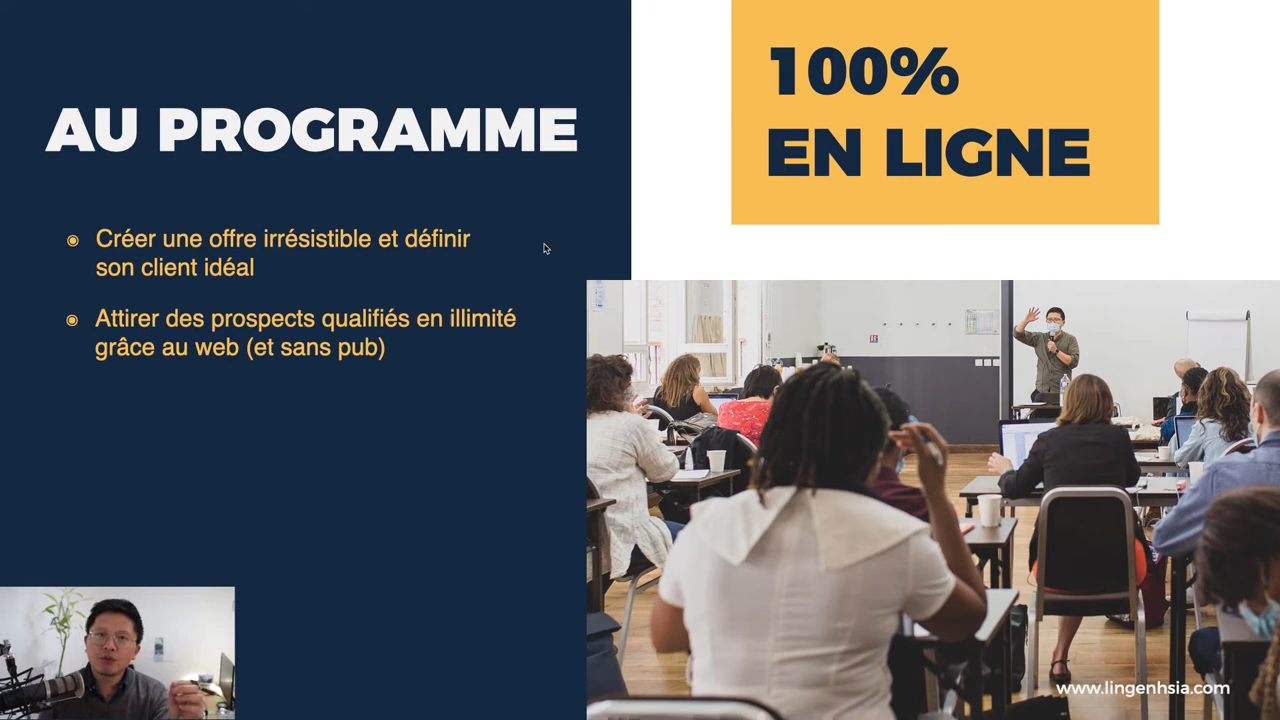 AU PROGRAMME
Créer une offre irrésistible et définir
son client idéal
Attirer des prospects qualifiés en illimité
grâce au web (et sans pub)
100%
EN LIGNE
www.lingenhsia.com